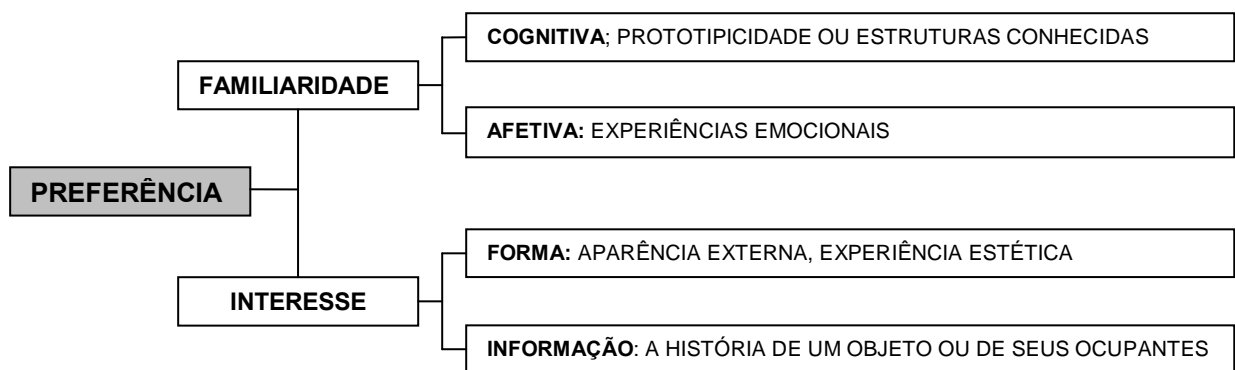 COGNITIVA; PROTOTIPICIDADE OU ESTRUTURAS CONHECIDAS
FAMILIARIDADE
AFETIVA: EXPERIÊNCIAS EMOCIONAIS
PREFERÊNCIA
FORMA: APARÊNCIA EXTERNA, EXPERIÊNCIA ESTÉTICA
INTERESSE
INFORMAÇÃO: A HISTÓRIA DE UM OBJETO OU DE SEUS OCUPANTES